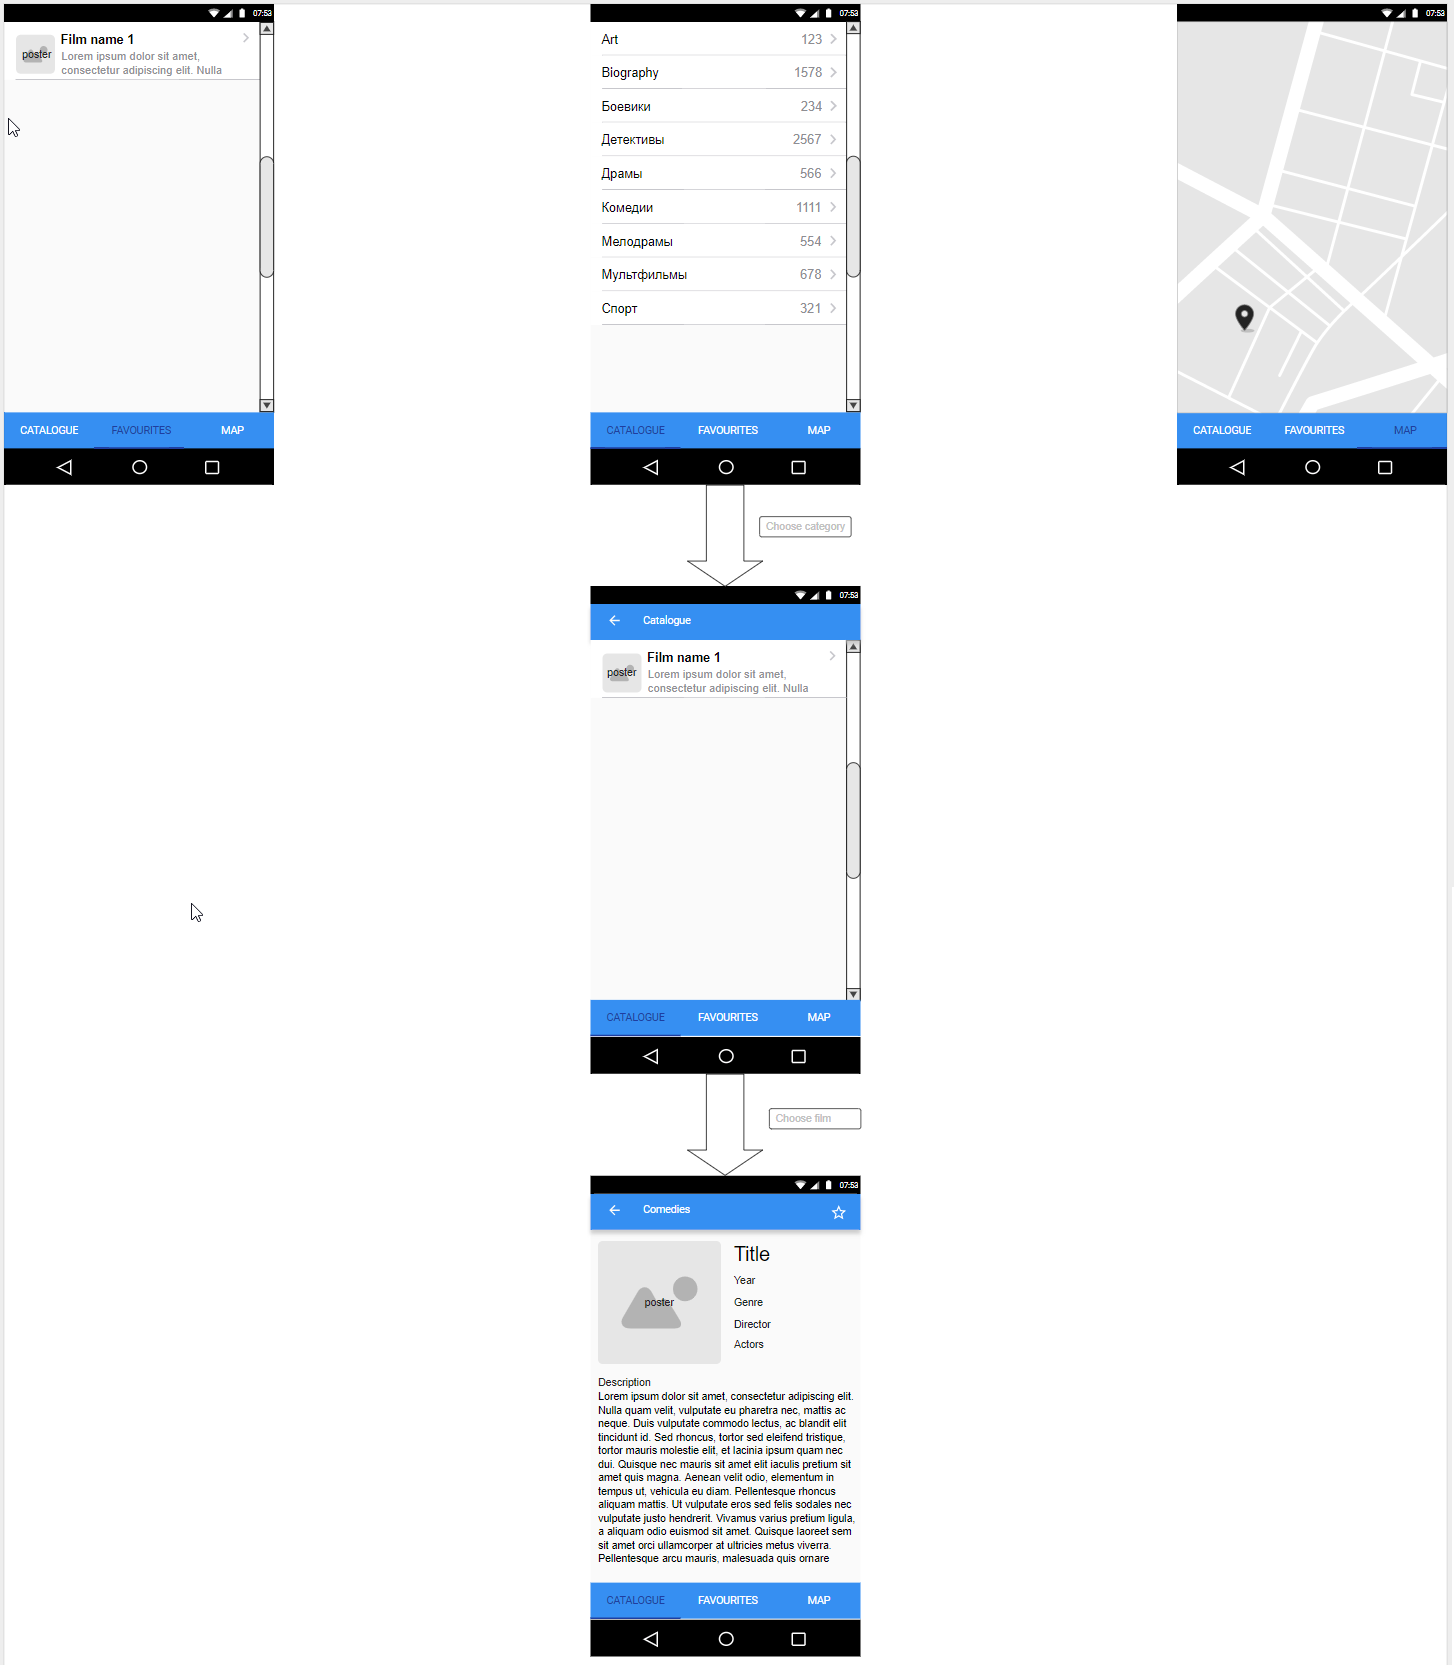 07:53
poster
Film name 1
Lorem ipsum dolor sit amet,
consectetur adipiscing elit. Nulla
CATALOGUE FAVOURITES MAP
07:53
Art 123
Biography 1578
Боевики 234
Детективы 2567
Драмы 566
Комедии 1111
Мелодрамы 554
Мультфильмы 678
Спорт 321
CATALOGUE FAVOURITES MAP
07:53
CATALOGUE FAVOURITES MAP
Choose category
07:53
Catalogue
poster
Film name 1
Lorem ipsum dolor sit amet,
consectetur adipiscing elit. Nulla
CATALOGUE FAVOURITES MAP
Choose film
07:53
Comedies
poster
Title
Year
Genre
Director
Actors
Description
Lorem ipsum dolor sit amet, consectetur adipiscing elit.
Nulla quam velit, vulputate eu pharetra nec, mattis ac
neque. Duis vulputate commodo lectus, ac blandit elit
tincidunt id. Sed rhoncus, tortor sed eleifend tristique,
tortor mauris molestie elit, et lacinia ipsum quam nec
dui. Quisque nec mauris sit amet elit iaculis pretium sit
amet quis magna. Aenean velit odio, elementum in
tempus ut, vehicula eu diam. Pellentesque rhoncus
aliquam mattis. Ut vulputate eros sed felis sodales nec
vulputate justo hendrerit. Vivamus varius pretium ligula,
a aliquam odio euismod sit amet. Quisque laoreet sem
sit amet orci ullamcorper at ultricies metus viverra.
Pellentesque arcu mauris, malesuada quis ornare
CATALOGUE FAVOURITES MAP